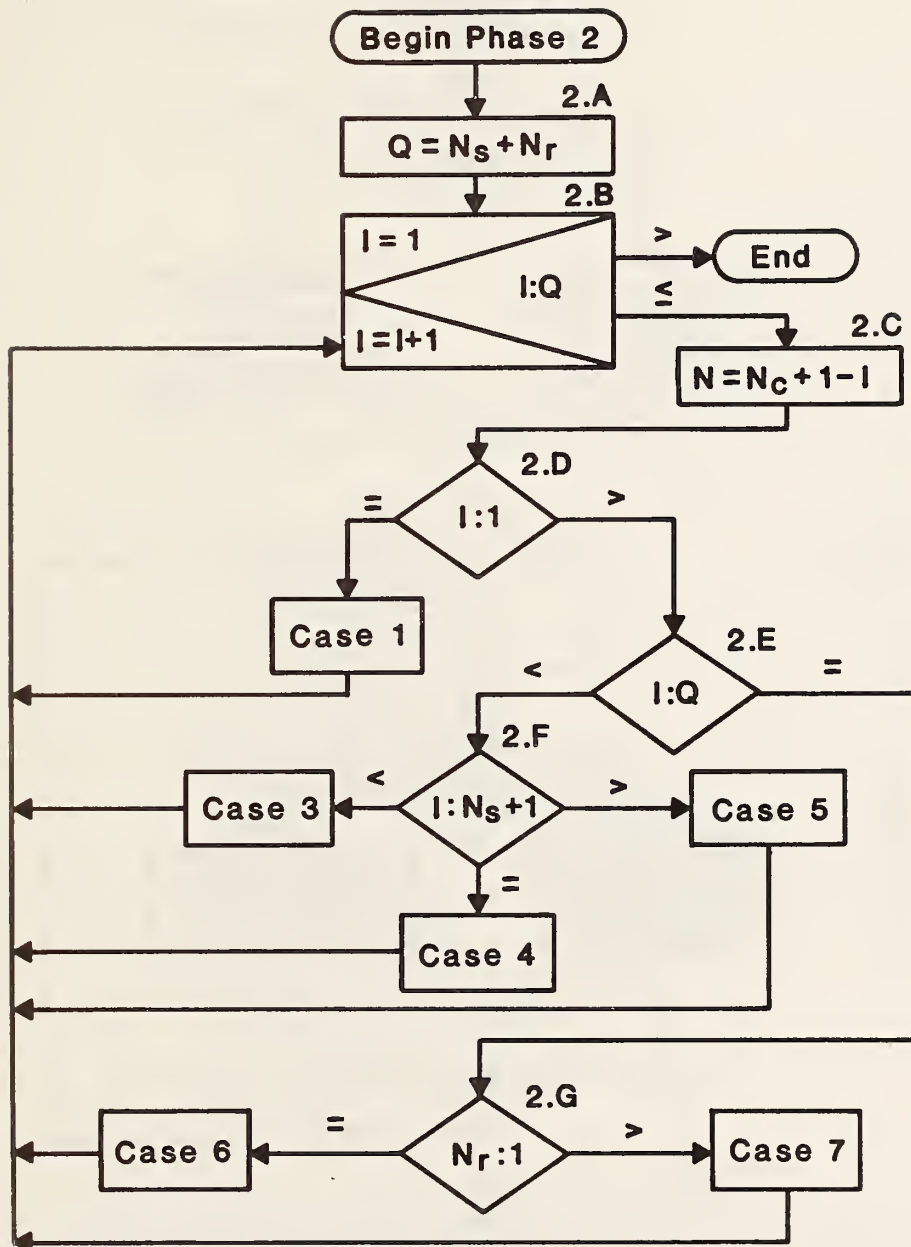 Begin Phase 2
2.A
Q = Ns + Nr
2.B
I = 1
I:Q
I = I+1
>
End
≤
2.C
N = Nc + 1 - I
2.D
I:1
=
>
Case 1
2.E
I:Q
<
=
2.F
I: Ns+1
<
>
Case 3
Case 5
=
Case 4
2.G
Nr:1
=
>
Case 6
Case 7